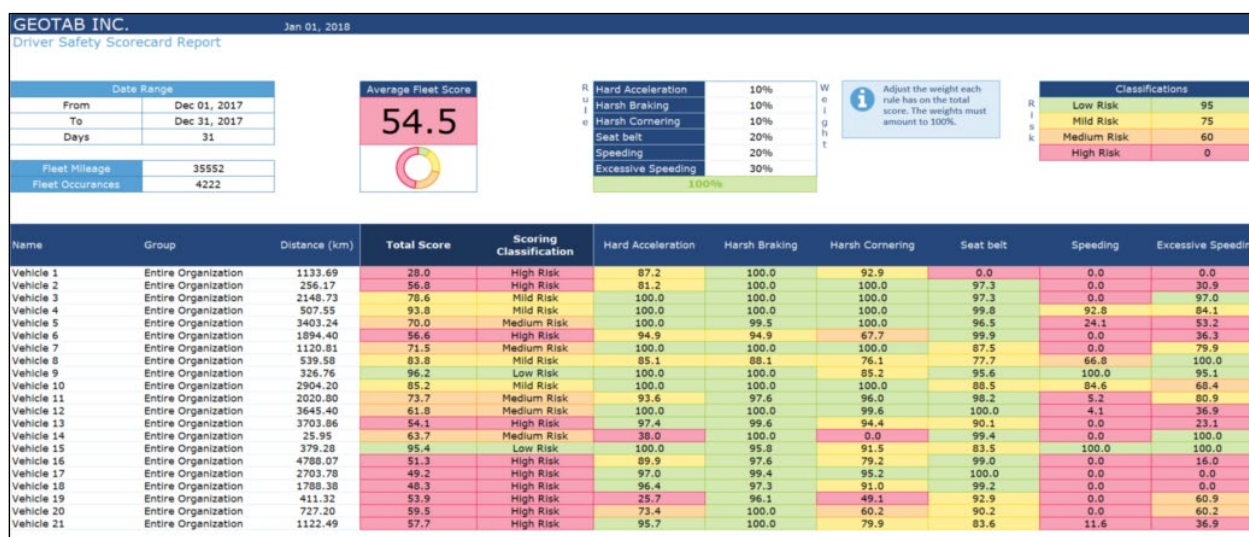 GEOTAB INC. Jan 01, 2018
Driver Safety Scorecard Report
Date Range
From Dec 01, 2017
To Dec 31, 2017
Days 31
Fleet Mileage 35552
Fleet Occurances 4222
Average Fleet Score
54.5
Rule
Hard Acceleration 10%
Harsh Braking 10%
Harsh Cornering 10%
Seat belt 20%
Speeding 20%
Excessive Speeding 30%
100%
Weight
Adjust the weight each
rule has on the total
score. The weights must
amount to 100%.
Risk
Classifications
Low Risk 95
Mild Risk 75
Medium Risk 60
High Risk 0
Name Group Distance (km) Total Score Scoring Classification Hard Acceleration Harsh Braking Harsh Cornering Seat belt Speeding Excessive Speedin
Vehicle 1 Entire Organization 1133.69 28.0 High Risk 87.2 100.0 92.9 0.0 0.0 0.0
Vehicle 2 Entire Organization 256.17 56.8 High Risk 81.2 100.0 100.0 97.3 0.0 30.9
Vehicle 3 Entire Organization 2148.73 78.6 Mild Risk 100.0 100.0 100.0 97.3 0.0 97.0
Vehicle 4 Entire Organization 507.55 93.8 Mild Risk 100.0 100.0 100.0 99.8 92.8 84.1
Vehicle 5 Entire Organization 3403.24 70.0 Medium Risk 100.0 99.5 100.0 96.5 24.1 53.2
Vehicle 6 Entire Organization 1894.40 56.6 High Risk 94.9 94.9 67.7 99.9 0.0 36.3
Vehicle 7 Entire Organization 1120.81 71.5 Medium Risk 100.0 100.0 100.0 87.5 0.0 79.9
Vehicle 8 Entire Organization 539.58 83.8 Mild Risk 85.1 88.1 76.1 77.7 66.8 100.0
Vehicle 9 Entire Organization 326.76 96.2 Low Risk 100.0 100.0 85.2 95.6 100.0 95.1
Vehicle 10 Entire Organization 2904.20 85.2 Mild Risk 100.0 100.0 100.0 88.5 84.6 68.4
Vehicle 11 Entire Organization 2020.80 73.7 Medium Risk 93.6 97.6 96.0 98.2 5.2 80.9
Vehicle 12 Entire Organization 3645.40 61.8 Medium Risk 100.0 100.0 99.6 100.0 4.1 36.9
Vehicle 13 Entire Organization 3703.86 54.1 High Risk 97.4 99.6 94.4 90.1 0.0 23.1
Vehicle 14 Entire Organization 25.95 63.7 Medium Risk 38.0 100.0 0.0 99.4 0.0 100.0
Vehicle 15 Entire Organization 379.28 95.4 Low Risk 100.0 95.8 91.5 83.5 100.0 100.0
Vehicle 16 Entire Organization 4788.07 51.3 High Risk 89.9 97.6 79.2 99.0 0.0 16.0
Vehicle 17 Entire Organization 2703.78 49.2 High Risk 97.0 99.4 95.2 100.0 0.0 0.0
Vehicle 18 Entire Organization 1788.38 48.3 High Risk 96.4 97.3 91.0 99.2 0.0 0.0
Vehicle 19 Entire Organization 411.32 53.9 High Risk 25.7 96.1 49.1 92.9 0.0 60.9
Vehicle 20 Entire Organization 727.20 59.5 High Risk 73.4 100.0 60.2 90.2 0.0 60.2
Vehicle 21 Entire Organization 1122.49 57.7 High Risk 95.7 100.0 79.9 83.6 11.6 36.9